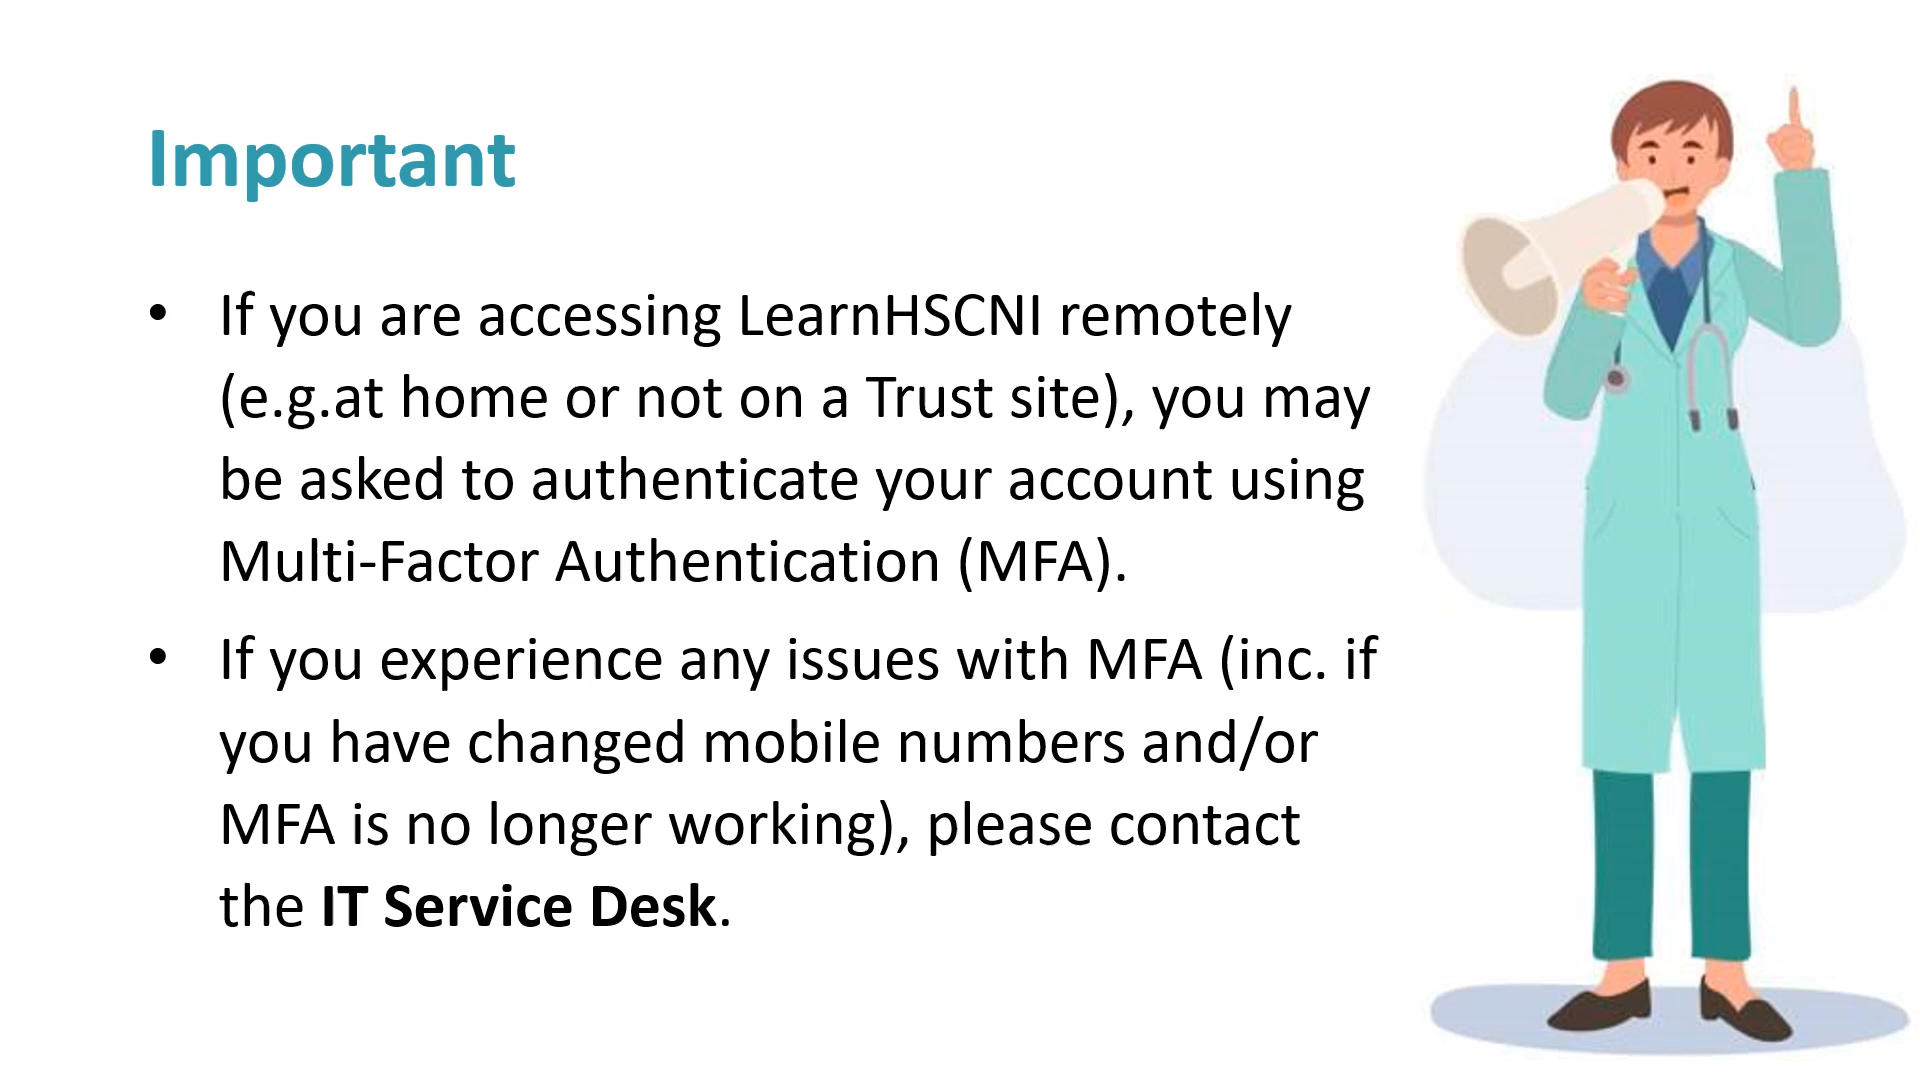 Important
• If you are accessing LearnHSCNI remotely
(e.g.at home or not on a Trust site), you may
be asked to authenticate your account using
Multi-Factor Authentication (MFA).
• If you experience any issues with MFA (inc. if
you have changed mobile numbers and/or
MFA is no longer working), please contact
the IT Service Desk.